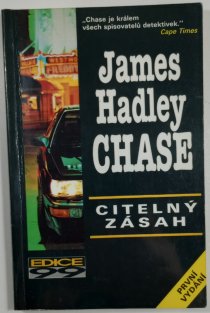 „Chase je králem
všech spisovatelů detektivek."
Cape Times
James
Hadley
CHASE
CITELNÝ
ZÁSAH
EDICE
99
PRVNÍ
VYDÁNÍ